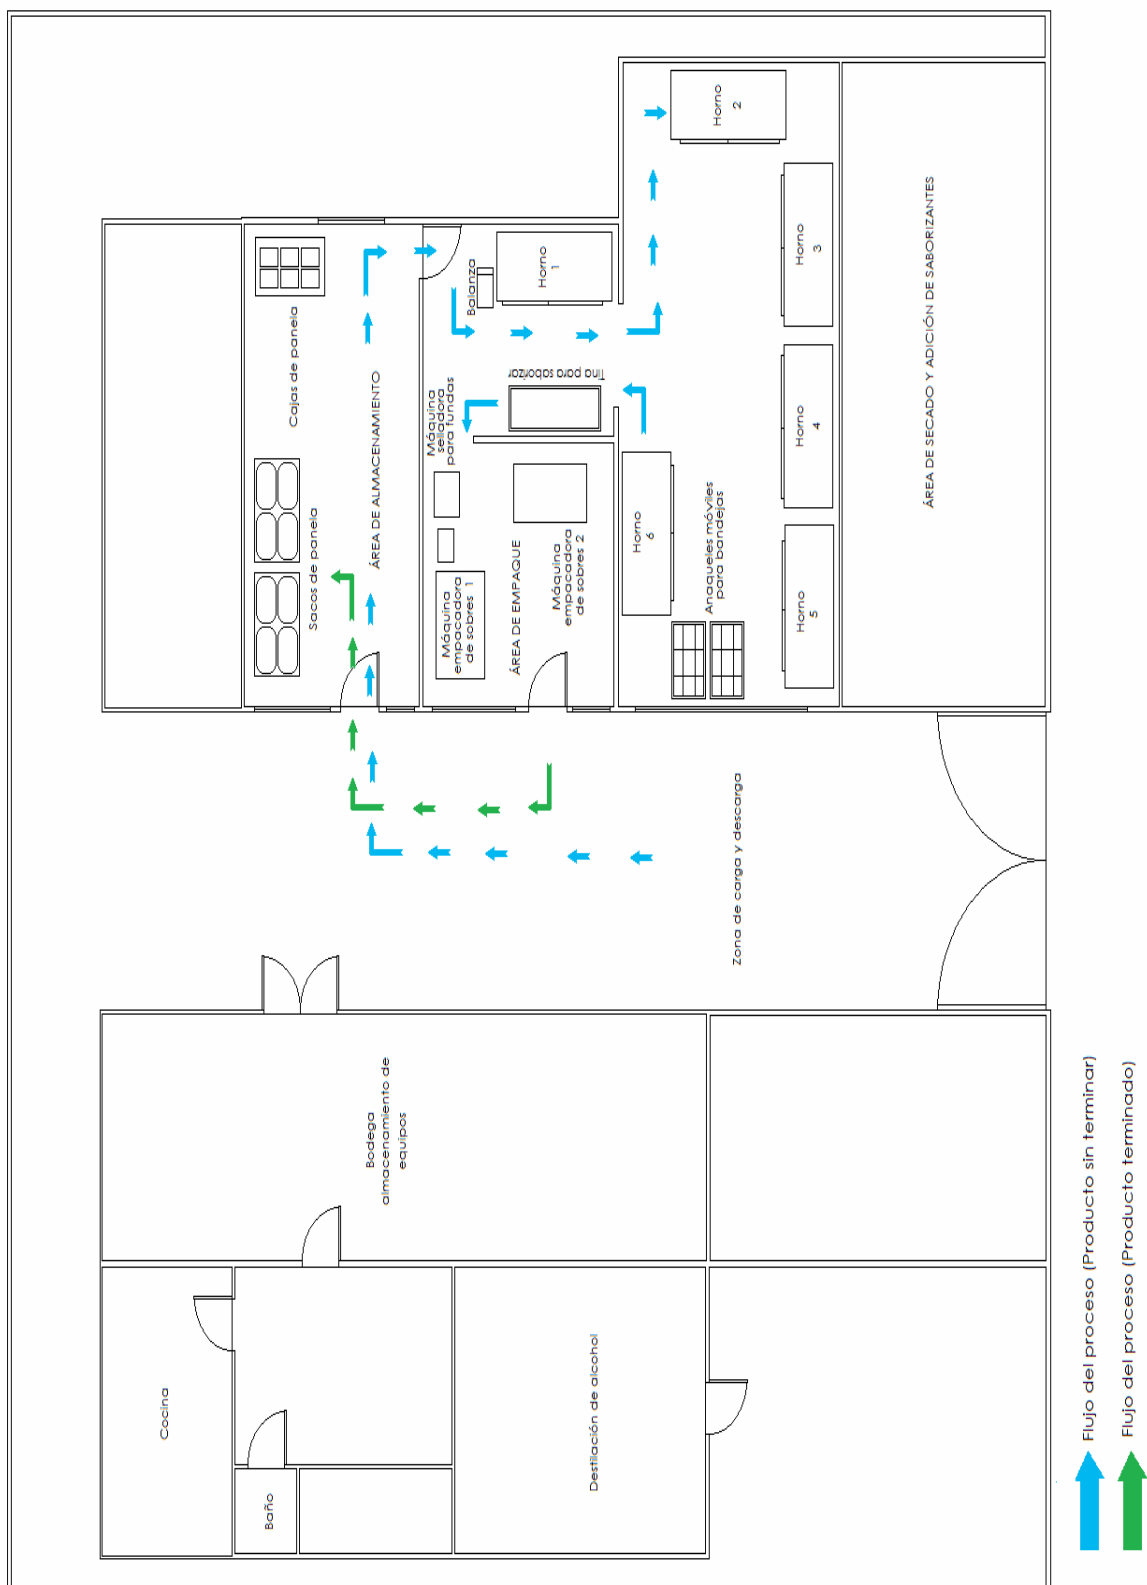 Cocina
Baño
Sacos de panela
Cajas de panela
Bodega
almacenamiento de
equipos
ÁREA DE ALMACENAMIENTO
Máquina
selladora
para fundas
Máquina
empacadora
de sobres 1
Balanza
ÁREA DE EMPAQUE
Tina para saborizar
Horno
1
Máquina
empacadora
de sobres 2
Destilación de alcohol
Horno
6
Anaqueles móviles
para bandejas
Horno
2
Zona de carga y descarga
Horno
5
Horno
4
Horno
3
ÁREA DE SECADO Y ADICIÓN DE SABORIZANTES
Flujo del proceso (Producto sin terminar)
Flujo del proceso (Producto terminado)